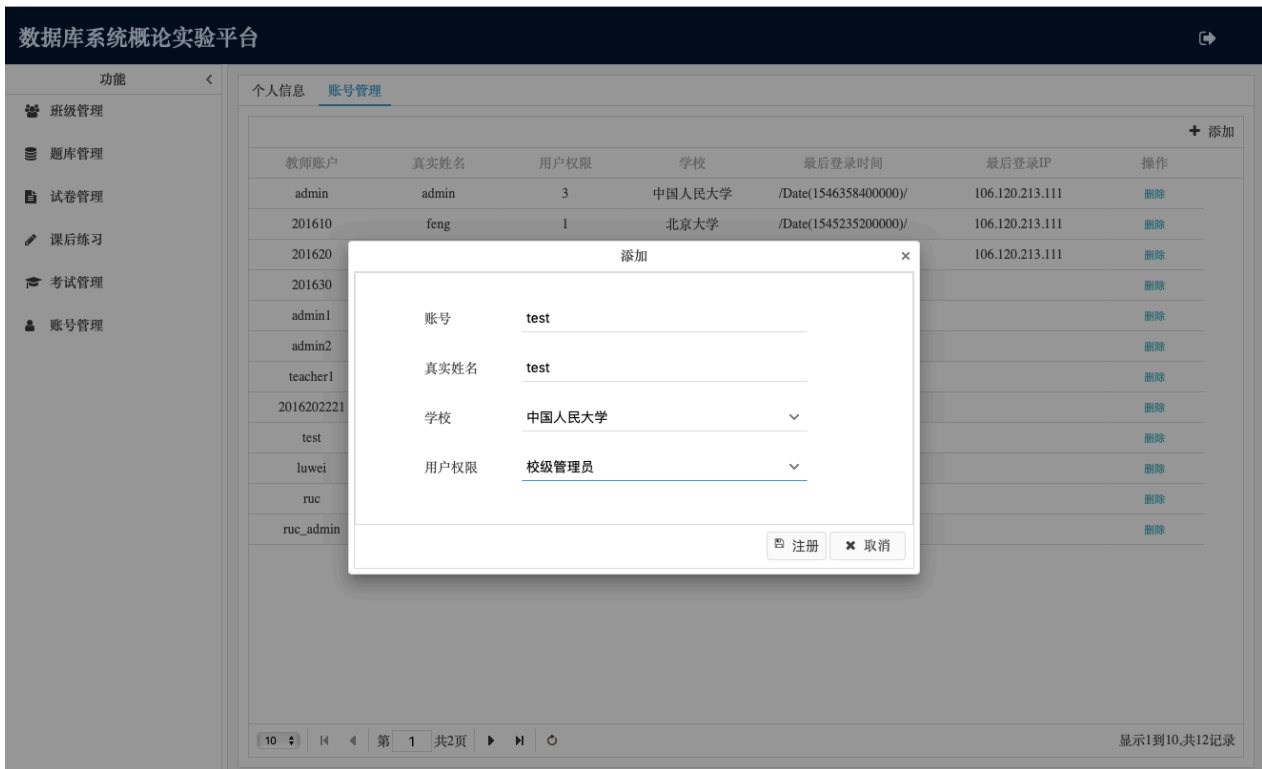 数据库系统概论实验平台
功能
班级管理
题库管理
试卷管理
课后练习
考试管理
账号管理
个人信息 账号管理
添加
教师账户 真实姓名 用户权限 学校 最后登录时间 最后登录IP 操作
admin admin 3 中国人民大学 /Date(1546358400000)/ 106.120.213.111 删除
201610 feng 1 北京大学 /Date(1545235200000)/ 106.120.213.111 删除
201620 106.120.213.111 删除
201630 删除
admin1 删除
admin2 删除
teacher1 删除
2016202221 删除
test 删除
luwei 删除
ruc 删除
ruc_admin 删除
添加
账号 test
真实姓名 test
学校 中国人民大学
用户权限 校级管理员
注册 取消
10 第 1 共2页 显示1到10,共12记录